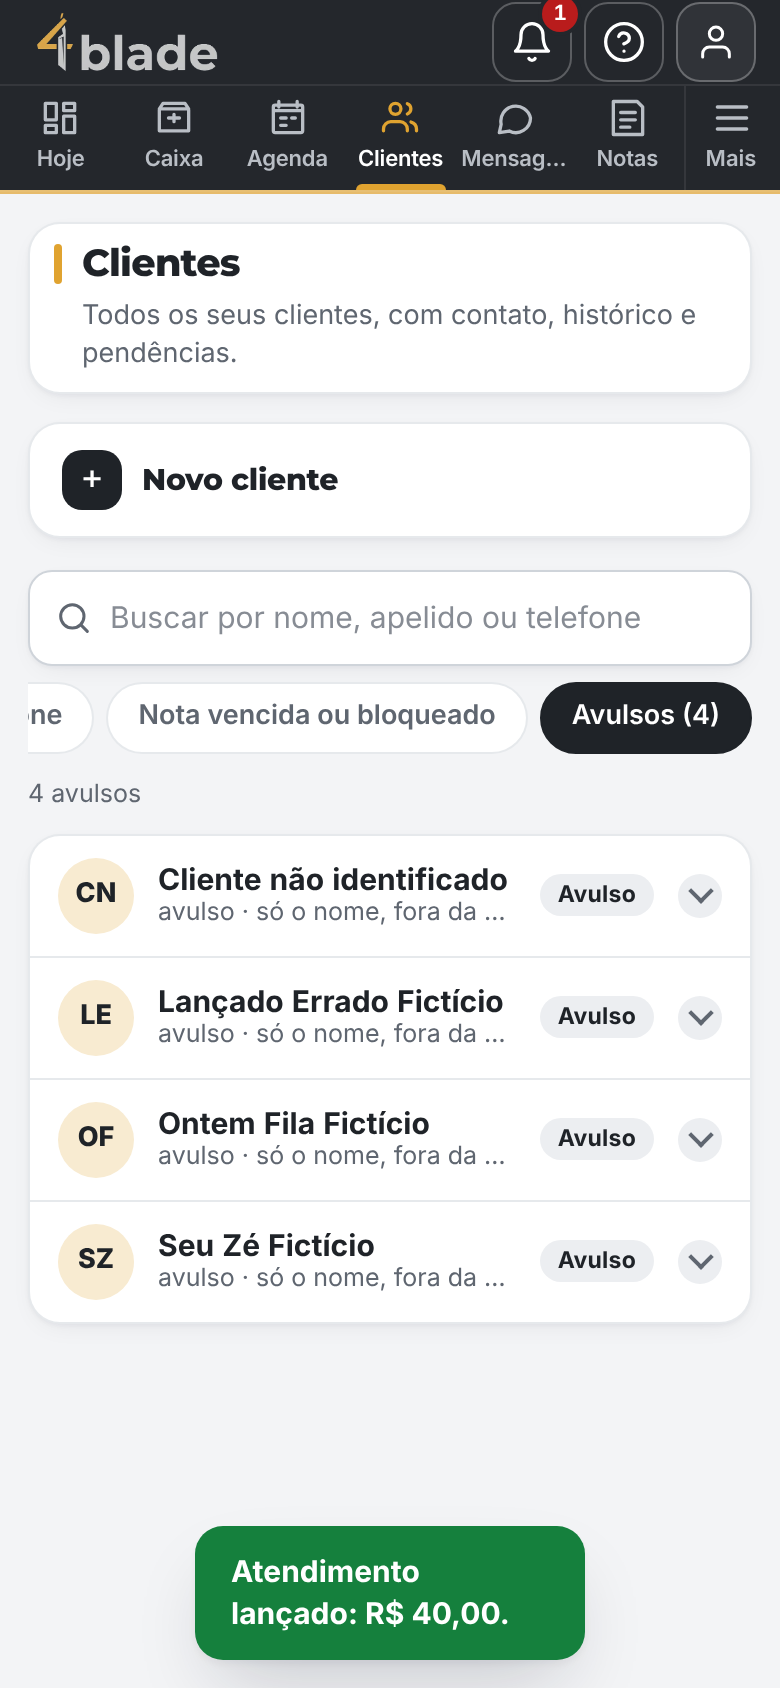 4blade
1
Hoje
Caixa
Agenda
Clientes
Mensag...
Notas
Mais
Clientes
Todos os seus clientes, com contato, histórico e
pendências.
+ Novo cliente
Buscar por nome, apelido ou telefone
Nota vencida ou bloqueado
Avulsos (4)
4 avulsos
CN
Cliente não identificado
avulso · só o nome, fora da ...
Avulso
LE
Lançado Errado Fictício
avulso · só o nome, fora da ...
Avulso
OF
Ontem Fila Fictício
avulso · só o nome, fora da ...
Avulso
SZ
Seu Zé Fictício
avulso · só o nome, fora da ...
Avulso
Atendimento
lançado: R$ 40,00.